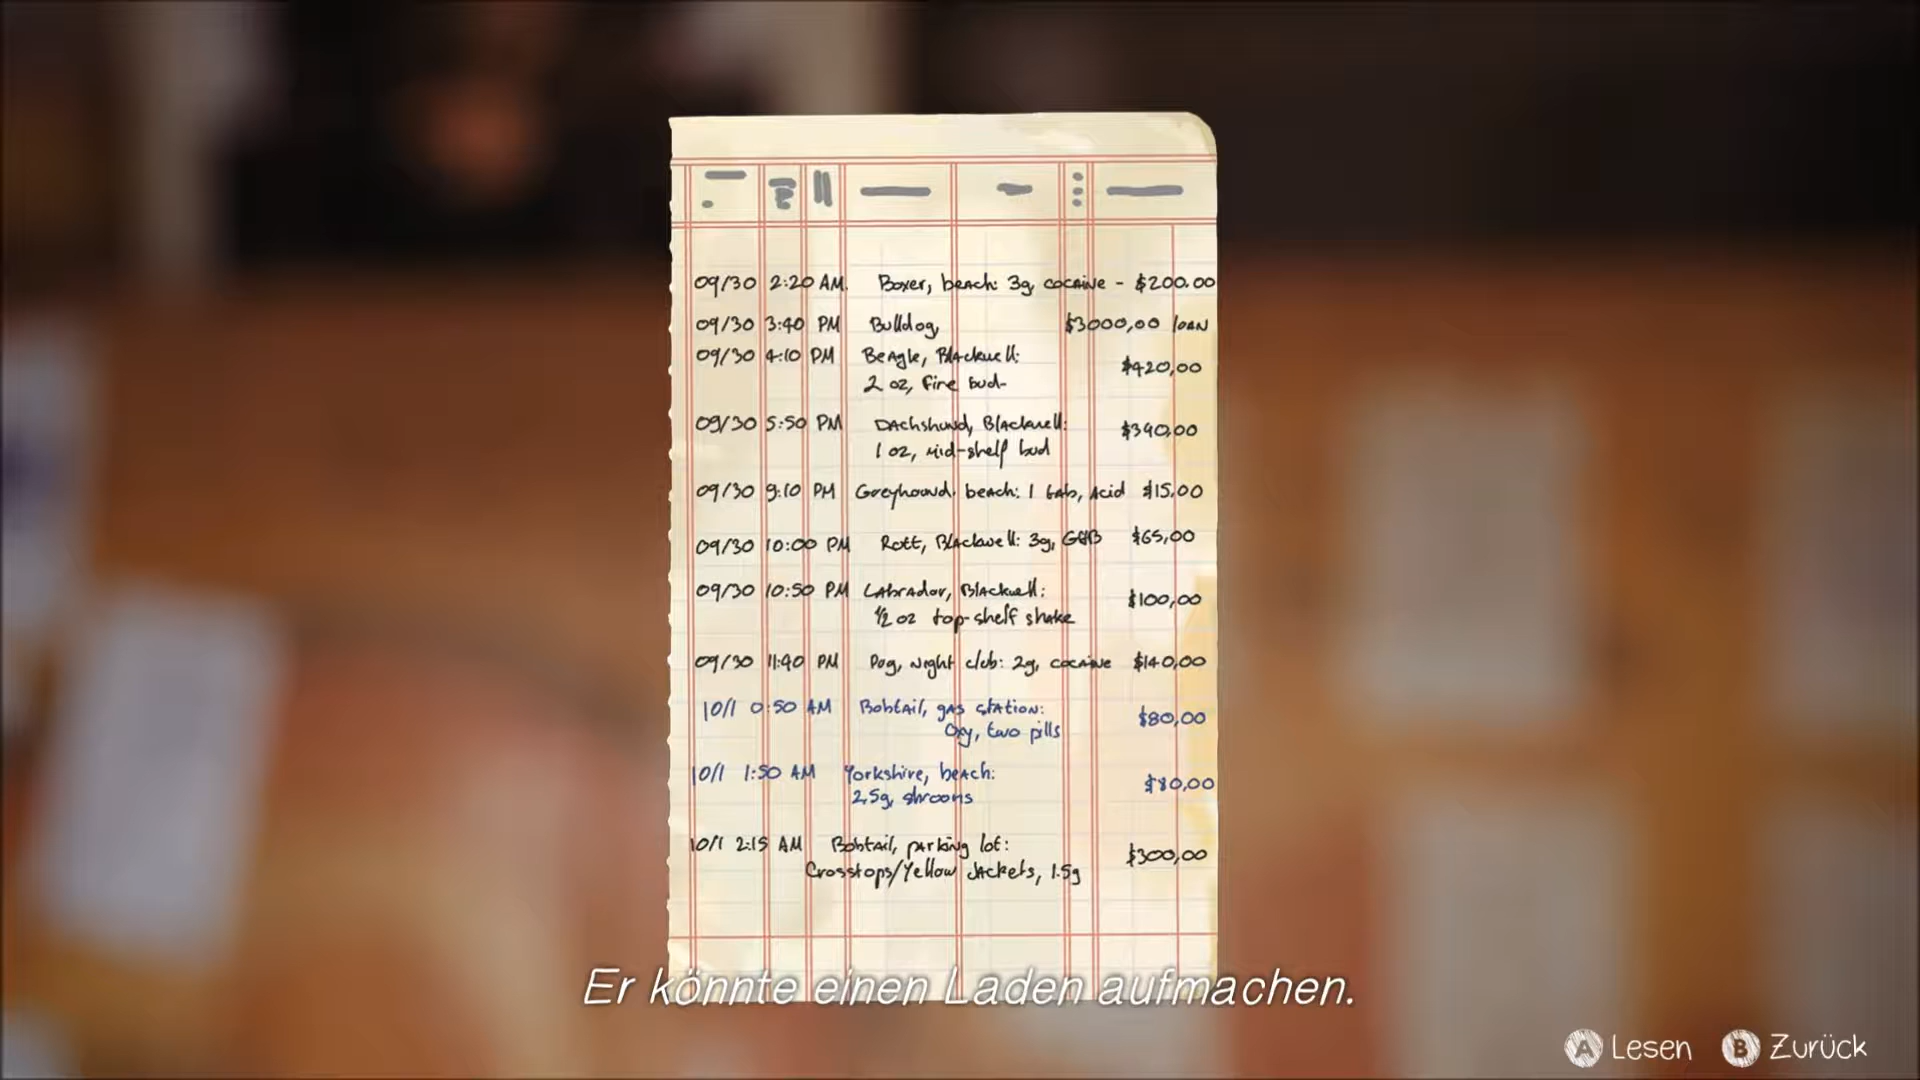 09/30 2:20 AM. Boxer, beach: 3g, cocaine - $200.00
09/30 3:40 PM Bulldog, $3000,00 loan
09/30 4:10 PM Beagle, Blackwell: $420,00
2 oz, fire bud-
09/30 5:50 PM Dachshund, Blackwell: $340,00
1 oz, mid-shelf bud
09/30 9:10 PM Greyhound, beach: 1 tab, acid $15,00
09/30 10:00 PM Rott, Blackwell: 3g, GHB $65,00
09/30 10:50 PM Labrador, Blackwell: $100,00
1/2 oz top-shelf shake
09/30 11:40 PM Pog, night club: 2g, cocaine $140,00
10/1 0:50 AM Bobtail, gas station: $80,00
Oxy, two pills
10/1 1:50 AM Yorkshire, beach: $80,00
2,5g, shrooms
10/1 2:15 AM Bobtail, parking lot: $300,00
Crosstops/Yellow Jackets, 1.5g
Er könnte einen Laden aufmachen.
A Lesen B Zurück